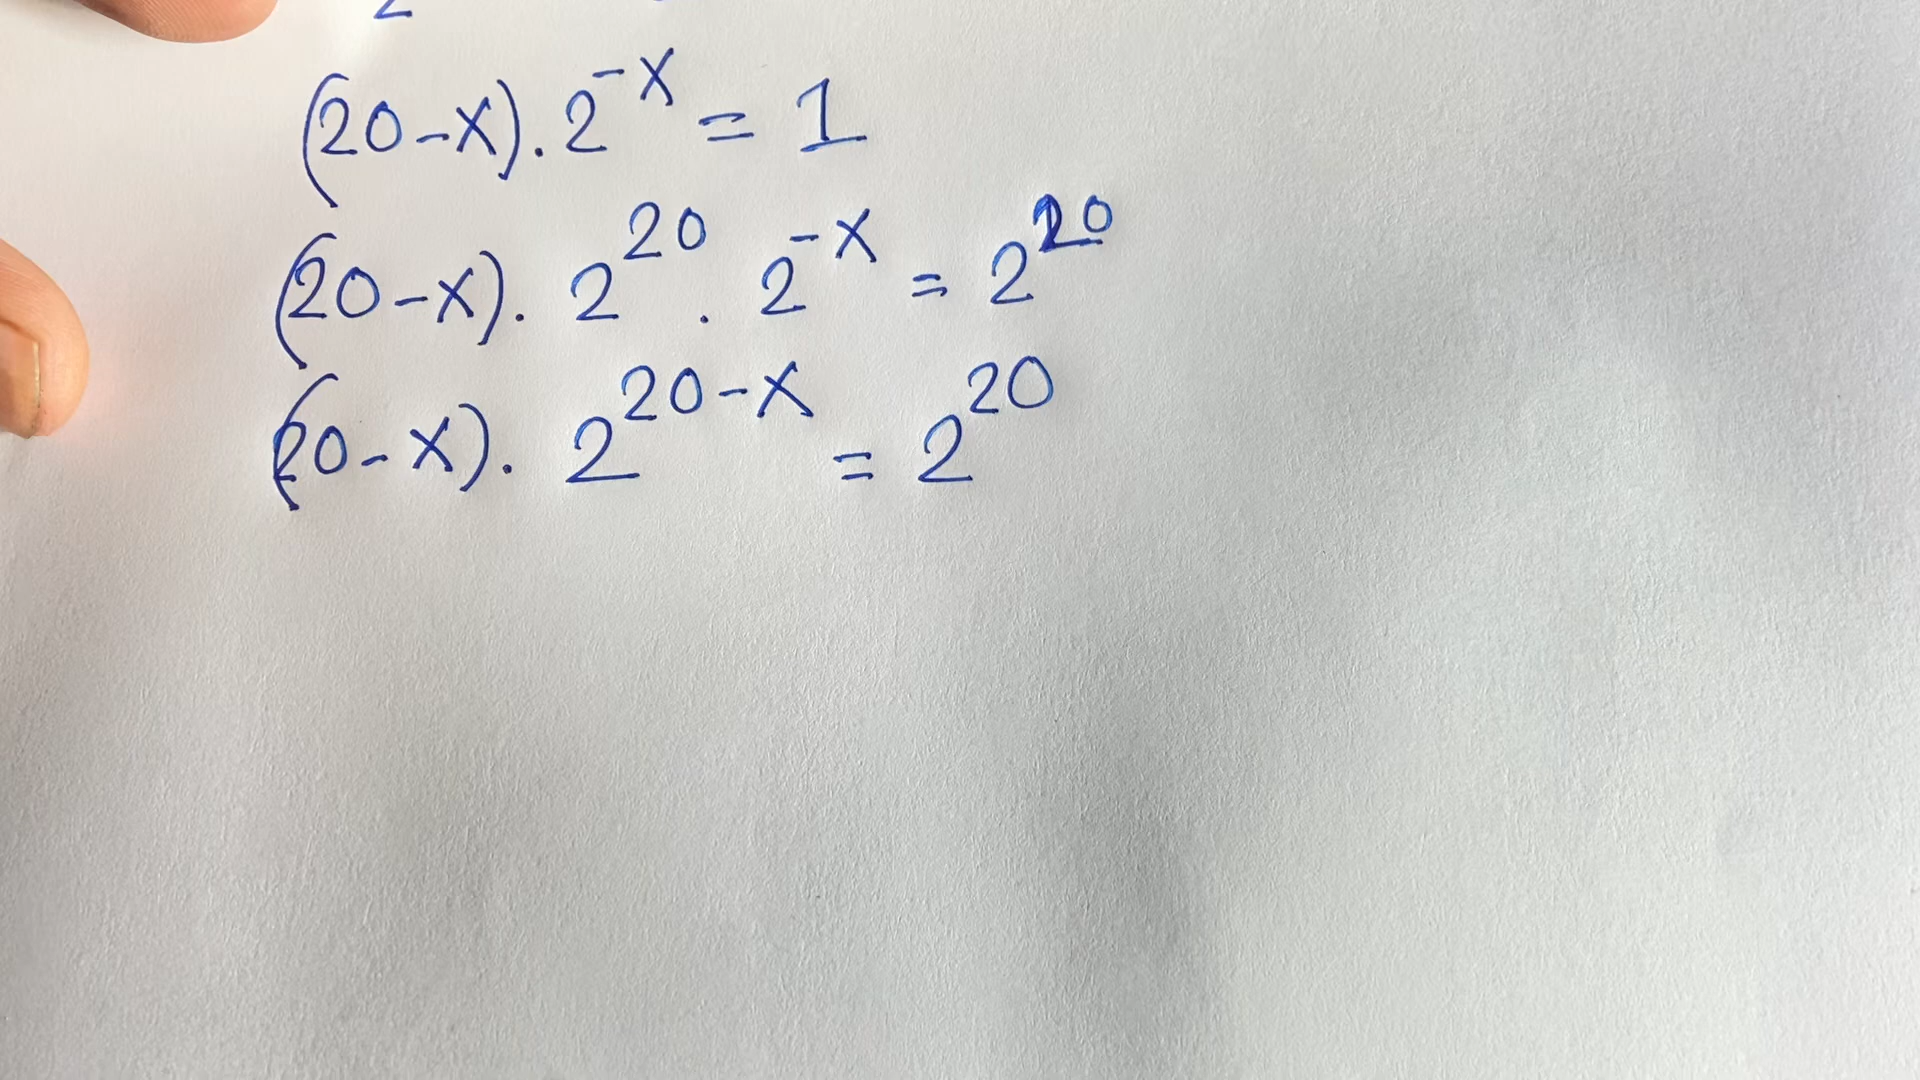 (20-x).2^{-x} = 1
(20-x).2^{20}.2^{-x} = 2^{20}
(20-x).2^{20-x} = 2^{20}